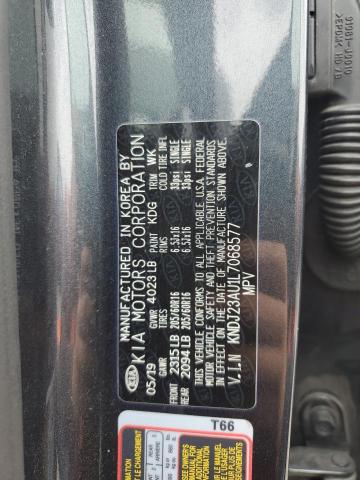 MANUFACTURED IN KOREA BY
KIA MOTORS CORPORATION
KIA
05/19 GVWR 4023LB PAINT KDG TRIM WK
GAWR TIRES RIMS COLD TIRE INFL
FRONT 2315LB 205/60R16 6.5Jx16 33psi SINGLE
REAR 2094LB 205/60R16 6.5Jx16 33psi SINGLE
THIS VEHICLE CONFORMS TO ALL APPLICABLE U.S.A. FEDERAL
MOTOR VEHICLE SAFETY AND THEFT PREVENTION STANDARDS
IN EFFECT ON THE DATE OF MANUFACTURE SHOWN ABOVE.
V.I.N KNDJ23AU1L7068577
MPV
T66